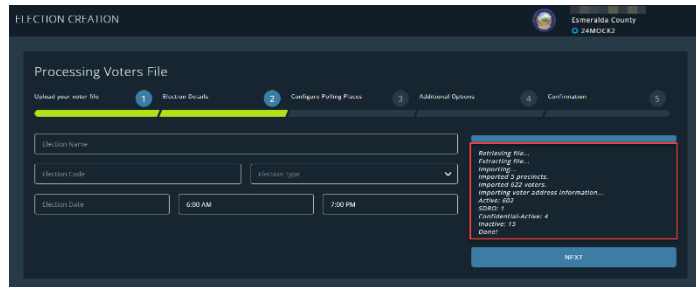 ELECTION CREATION
Esmeralda County
24MOCK2
Processing Voters File
Upload your voter file
1
Election Details
2
Configure Polling Places
3
Additional Options
4
Confirmation
5
Election Name
Election Code
Election Type
Election Date
6:00 AM
7:00 PM
Retrieving file...
Extracting file...
Importing...
Imported 5 precincts.
Imported 622 voters.
Importing voter address information...
Active: 602
SDRO: 1
Confidential-Active: 4
Inactive: 15
Done!
NEXT